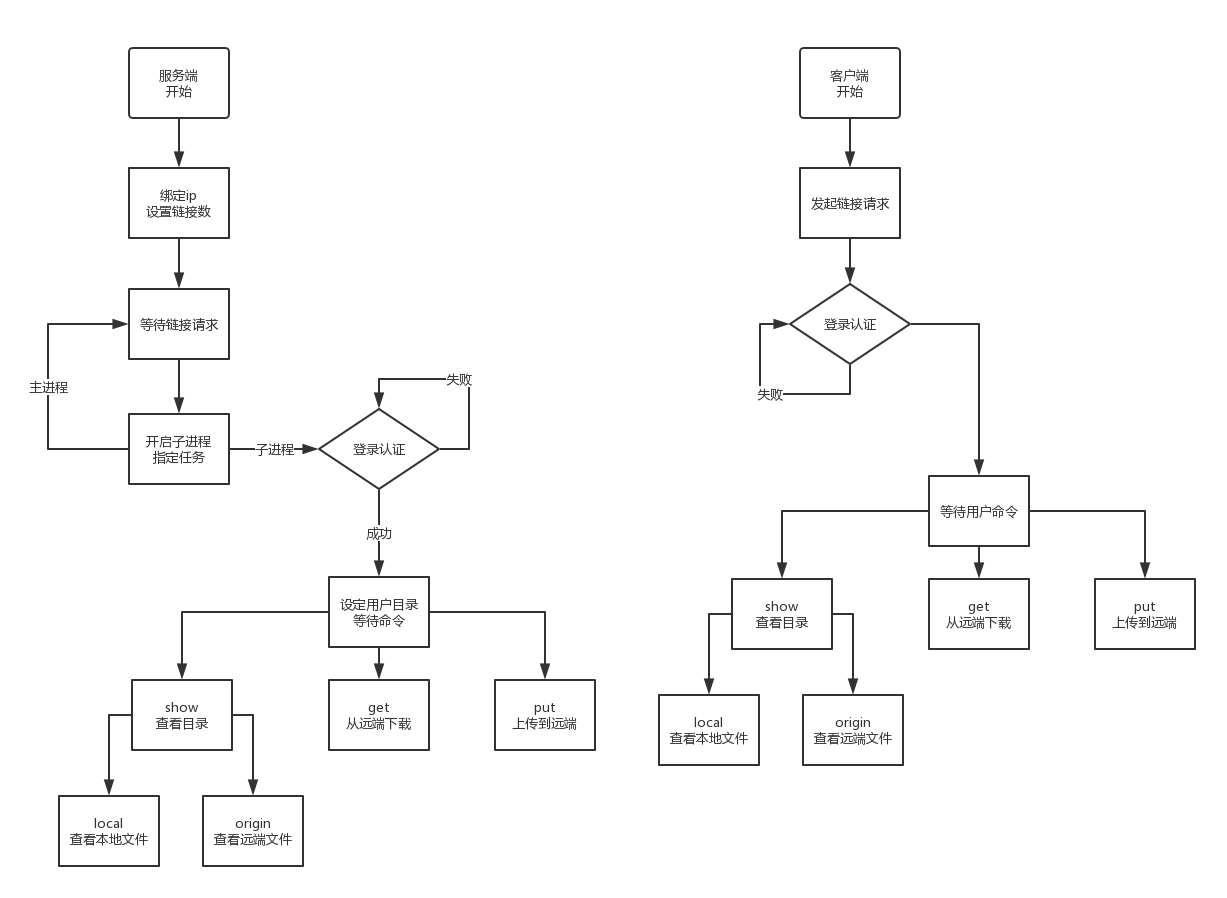 服务端
开始
绑定ip
设置链接数
等待链接请求
主进程
开启子进程
指定任务
子进程
登录认证
失败
成功
设定用户目录
等待命令
show
查看目录
get
从远端下载
put
上传到远端
local
查看本地文件
origin
查看远端文件
客户端
开始
发起链接请求
登录认证
失败
等待用户命令
show
查看目录
get
从远端下载
put
上传到远端
local
查看本地文件
origin
查看远端文件